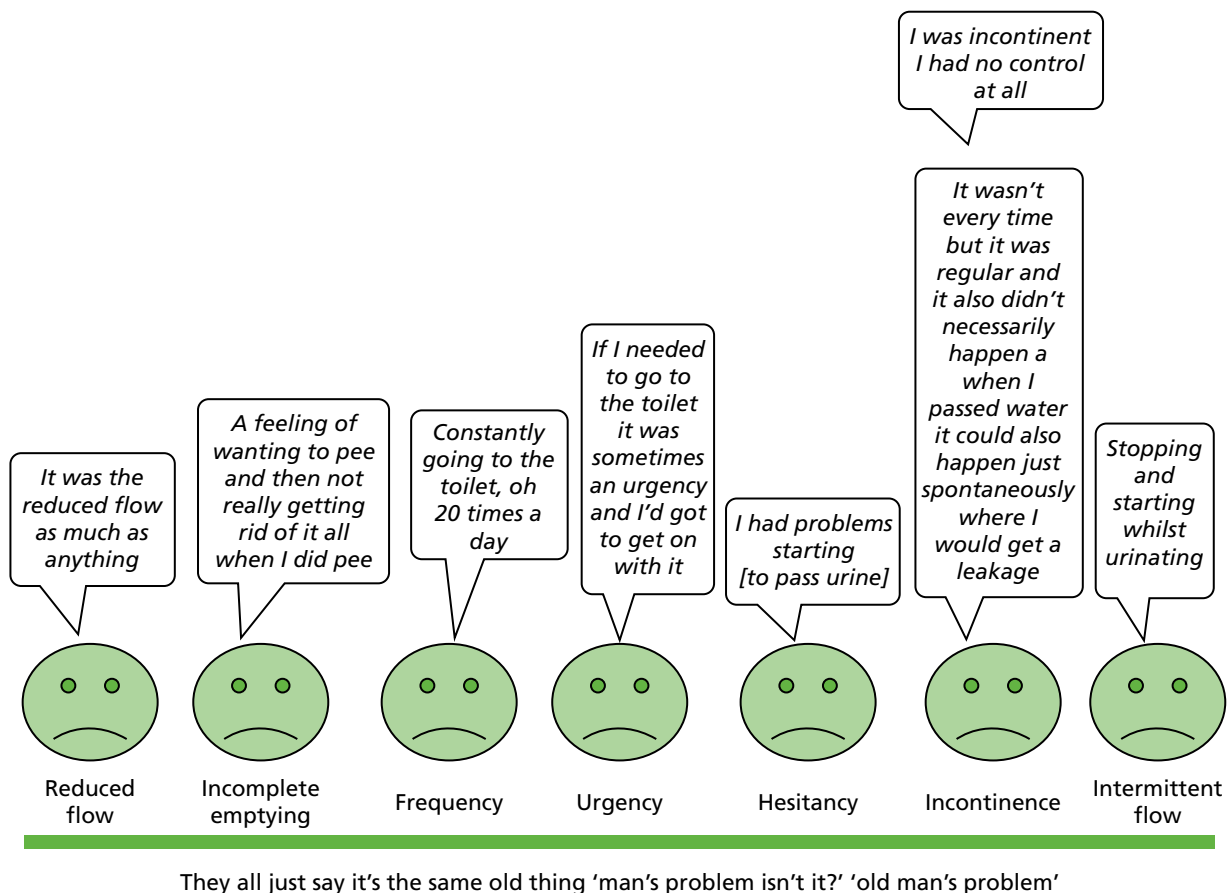 I was incontinent
I had no control
at all
It was the
reduced flow
as much as
anything
A feeling of
wanting to pee
and then not
really getting
rid of it all
when I did pee
Constantly
going to the
toilet, oh
20 times a
day
If I needed
to go to
the toilet
it was
sometimes
an urgency
and I'd got
to get on
with it
I had problems
starting
[to pass urine]
It wasn't
every time
but it was
regular and
it also didn't
necessarily
happen a
when I
passed water
it could also
happen just
spontaneously
where I
would get a
leakage
Stopping
and
starting
whilst
urinating
Reduced
flow
Incomplete
emptying
Frequency
Urgency
Hesitancy
Incontinence
Intermittent
flow
They all just say it's the same old thing 'man's problem isn't it?' 'old man's problem'